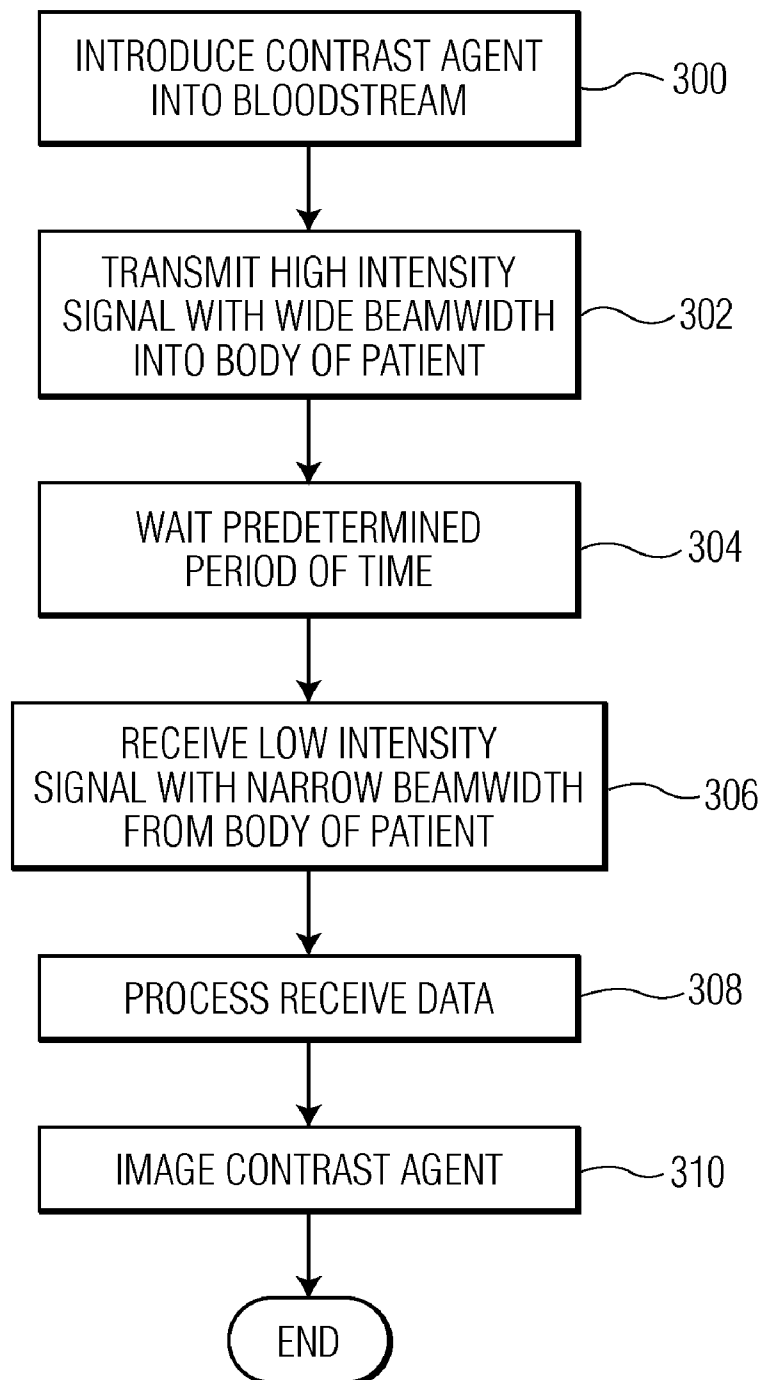 INTRODUCE CONTRAST AGENT
INTO BLOODSTREAM
300
TRANSMIT HIGH INTENSITY
SIGNAL WITH WIDE BEAMWIDTH
INTO BODY OF PATIENT
302
WAIT PREDETERMINED
PERIOD OF TIME
304
RECEIVE LOW INTENSITY
SIGNAL WITH NARROW BEAMWIDTH
FROM BODY OF PATIENT
306
PROCESS RECEIVE DATA
308
IMAGE CONTRAST AGENT
310
END